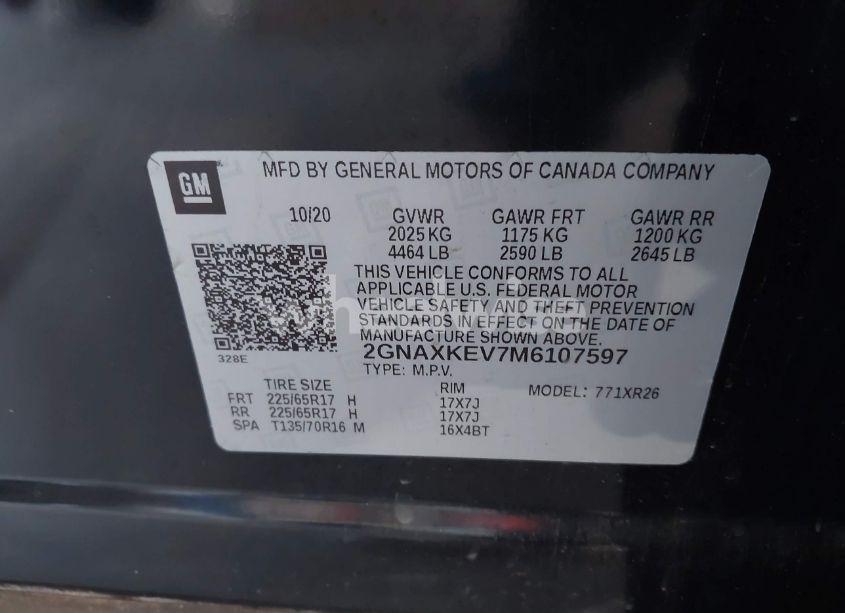 GM
MFD BY GENERAL MOTORS OF CANADA COMPANY
10/20 GVWR GAWR FRT GAWR RR
2025 KG 1175 KG 1200 KG
4464 LB 2590 LB 2645 LB
THIS VEHICLE CONFORMS TO ALL
APPLICABLE U.S. FEDERAL MOTOR
VEHICLE SAFETY AND THEFT PREVENTION
STANDARDS IN EFFECT ON THE DATE OF
MANUFACTURE SHOWN ABOVE.
328E
2GNAXKEV7M6107597
TYPE: M.P.V.
TIRE SIZE RIM MODEL: 771XR26
FRT 225/65R17 H 17X7J
RR 225/65R17 H 17X7J
SPA T135/70R16 M 16X4BT